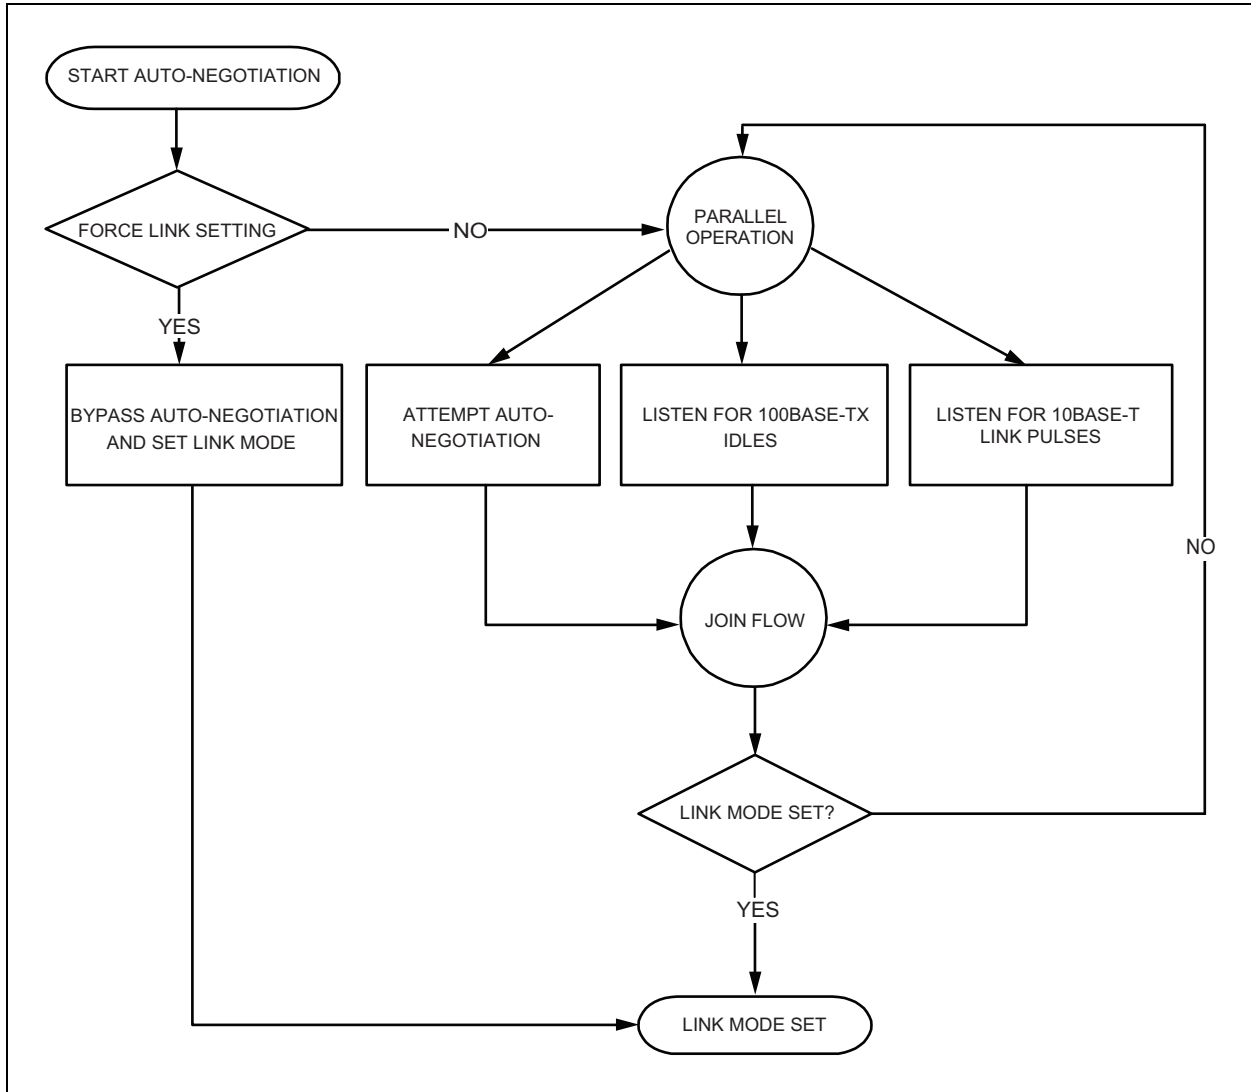 START AUTO-NEGOTIATION
FORCE LINK SETTING
NO
PARALLEL
OPERATION
YES
BYPASS AUTO-NEGOTIATION
AND SET LINK MODE
ATTEMPT AUTO-
NEGOTIATION
LISTEN FOR 100BASE-TX
IDLES
LISTEN FOR 10BASE-T
LINK PULSES
NO
JOIN FLOW
LINK MODE SET?
YES
LINK MODE SET